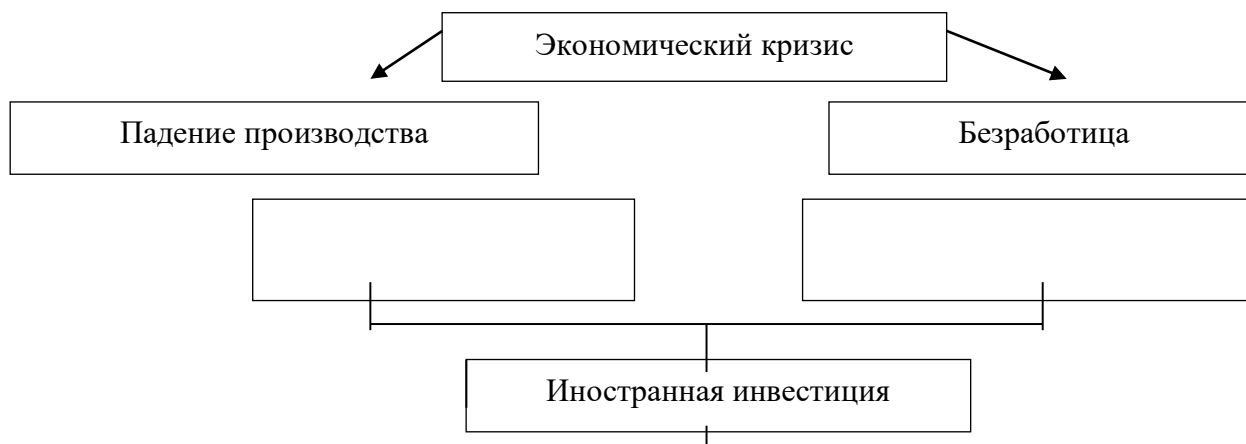 Экономический кризис
Падение производства
Безработица
Иностранная инвестиция